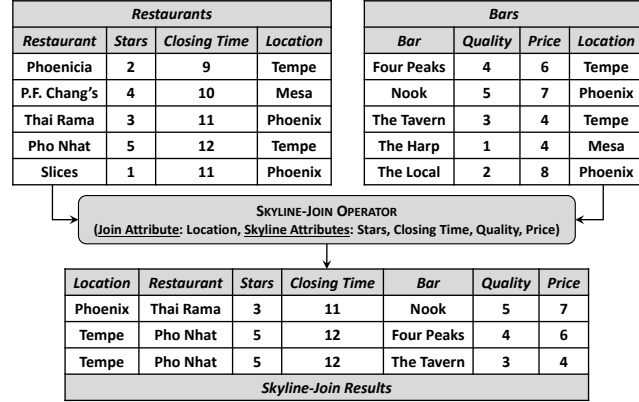 Restaurants
Restaurant Stars Closing Time Location
Phoenicia 2 9 Tempe
P.F. Chang's 4 10 Mesa
Thai Rama 3 11 Phoenix
Pho Nhat 5 12 Tempe
Slices 1 11 Phoenix
Bars
Bar Quality Price Location
Four Peaks 4 6 Tempe
Nook 5 7 Phoenix
The Tavern 3 4 Tempe
The Harp 1 4 Mesa
The Local 2 8 Phoenix
SKYLINE-JOIN OPERATOR
(Join Attribute: Location, Skyline Attributes: Stars, Closing Time, Quality, Price)
Location Restaurant Stars Closing Time Bar Quality Price
Phoenix Thai Rama 3 11 Nook 5 7
Tempe Pho Nhat 5 12 Four Peaks 4 6
Tempe Pho Nhat 5 12 The Tavern 3 4
Skyline-Join Results